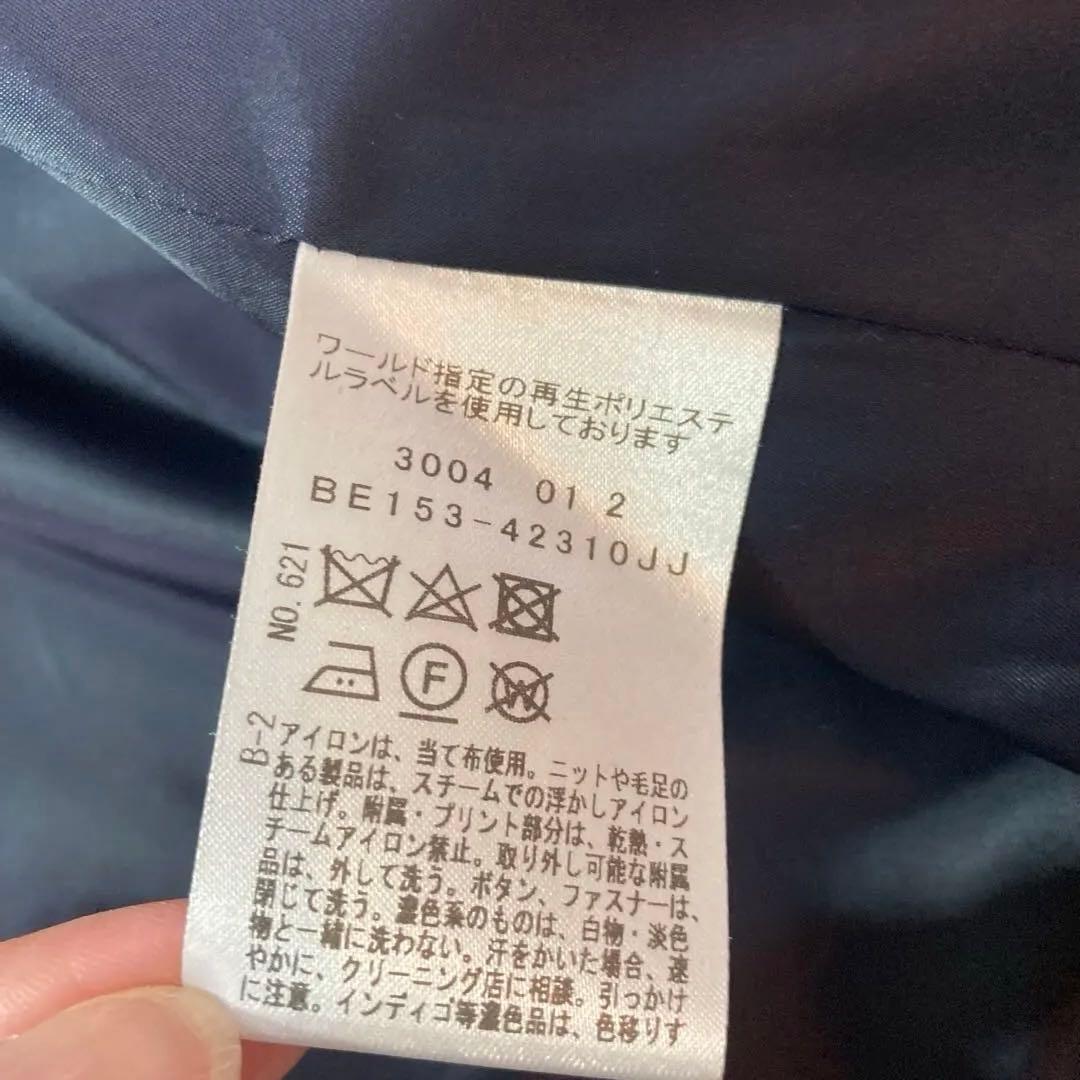 ワールド指定の再生ポリエステ
ルラベルを使用しております
3004 01 2
BE153-42310JJ
NO.621
F
W
B-2
アイロンは、当て布使用。ニットや毛足の
ある製品は、スチームでの浮かしアイロン
仕上げ。附属・プリント部分は、乾熱・ス
チームアイロン禁止。取り外し可能な附属
品は、外して洗う。ボタン、ファスナーは、
閉じて洗う。濃色系のものは、白物・淡色
物と一緒に洗わない。汗をかいた場合、速
やかに、クリーニング店に相談。引っかけ
に注意。インディゴ等濃色品は、色移りす